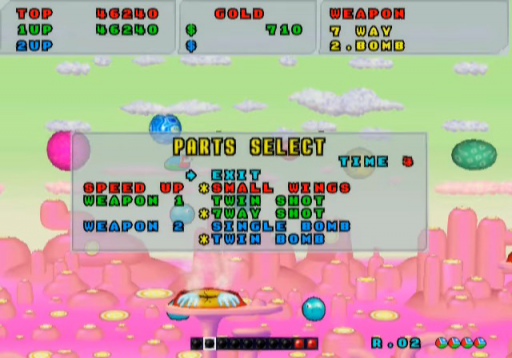 TOP 46240 GOLD WEAPON
1UP 46240 $ 710 7 WAY
2UP $ 2.BOMB
PARTS SELECT
TIME
EXIT
SPEED UP *SMALL WINGS
WEAPON 1 TWIN SHOT
*7WAY SHOT
WEAPON 2 SINGLE BOMB
*TWIN BOMB
R.02